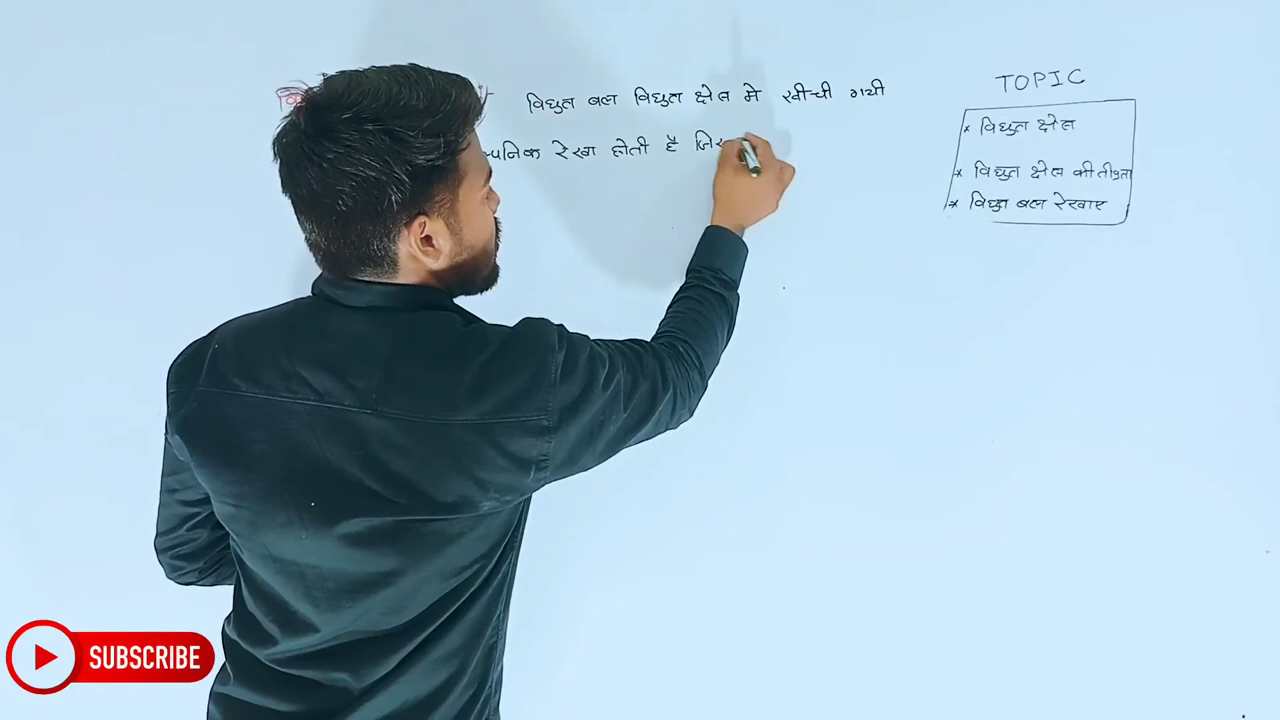 विधुत बल विधुत क्षेत्र मे खींची गयी
रेखा होती है
TOPIC
* विधुत क्षेत्र
* विधुत क्षेत्र की तीव्रता
* विधुत बल रेखाए
SUBSCRIBE